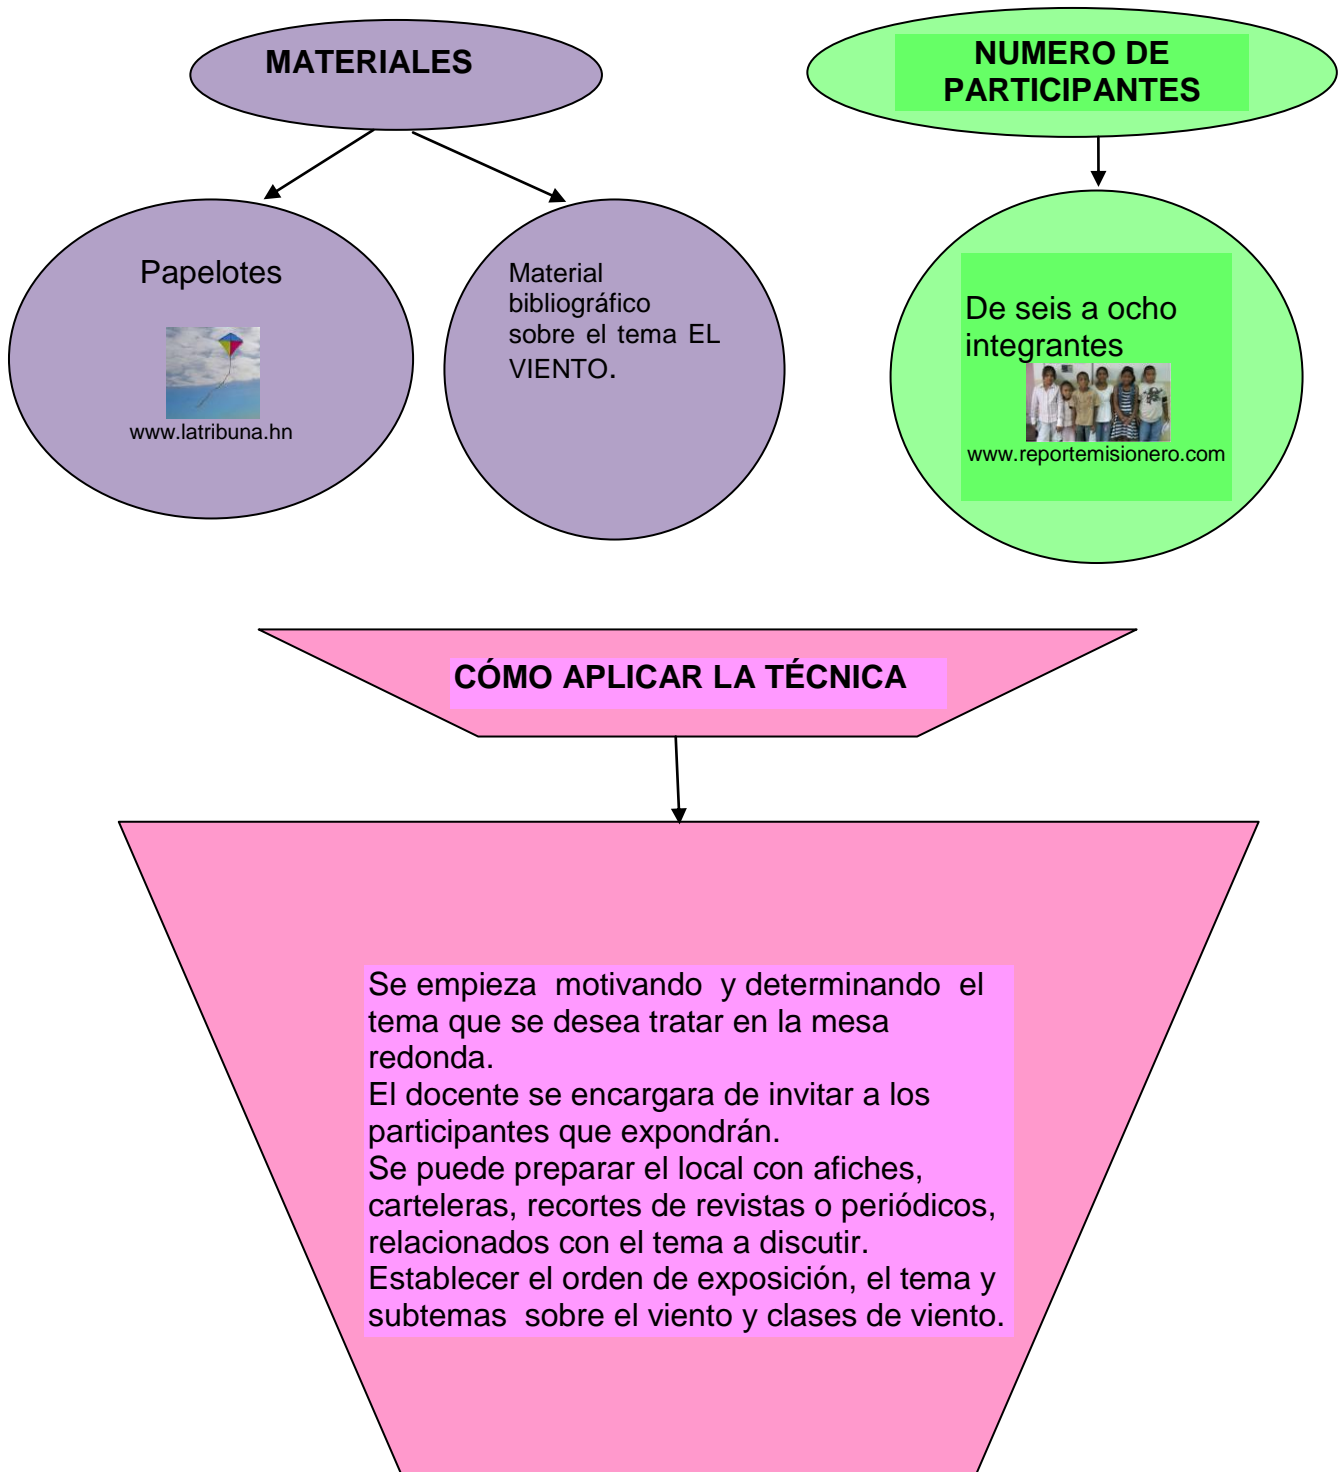 MATERIALES
NUMERO DE
PARTICIPANTES
Papelotes
www.latribuna.hn
Material
bibliográfico
sobre el tema EL
VIENTO.
De seis a ocho
integrantes
www.reportemisionero.com
CÓMO APLICAR LA TÉCNICA
Se empieza motivando y determinando el
tema que se desea tratar en la mesa
redonda.
El docente se encargara de invitar a los
participantes que expondrán.
Se puede preparar el local con afiches,
carteleras, recortes de revistas o periódicos,
relacionados con el tema a discutir.
Establecer el orden de exposición, el tema y
subtemas sobre el viento y clases de viento.